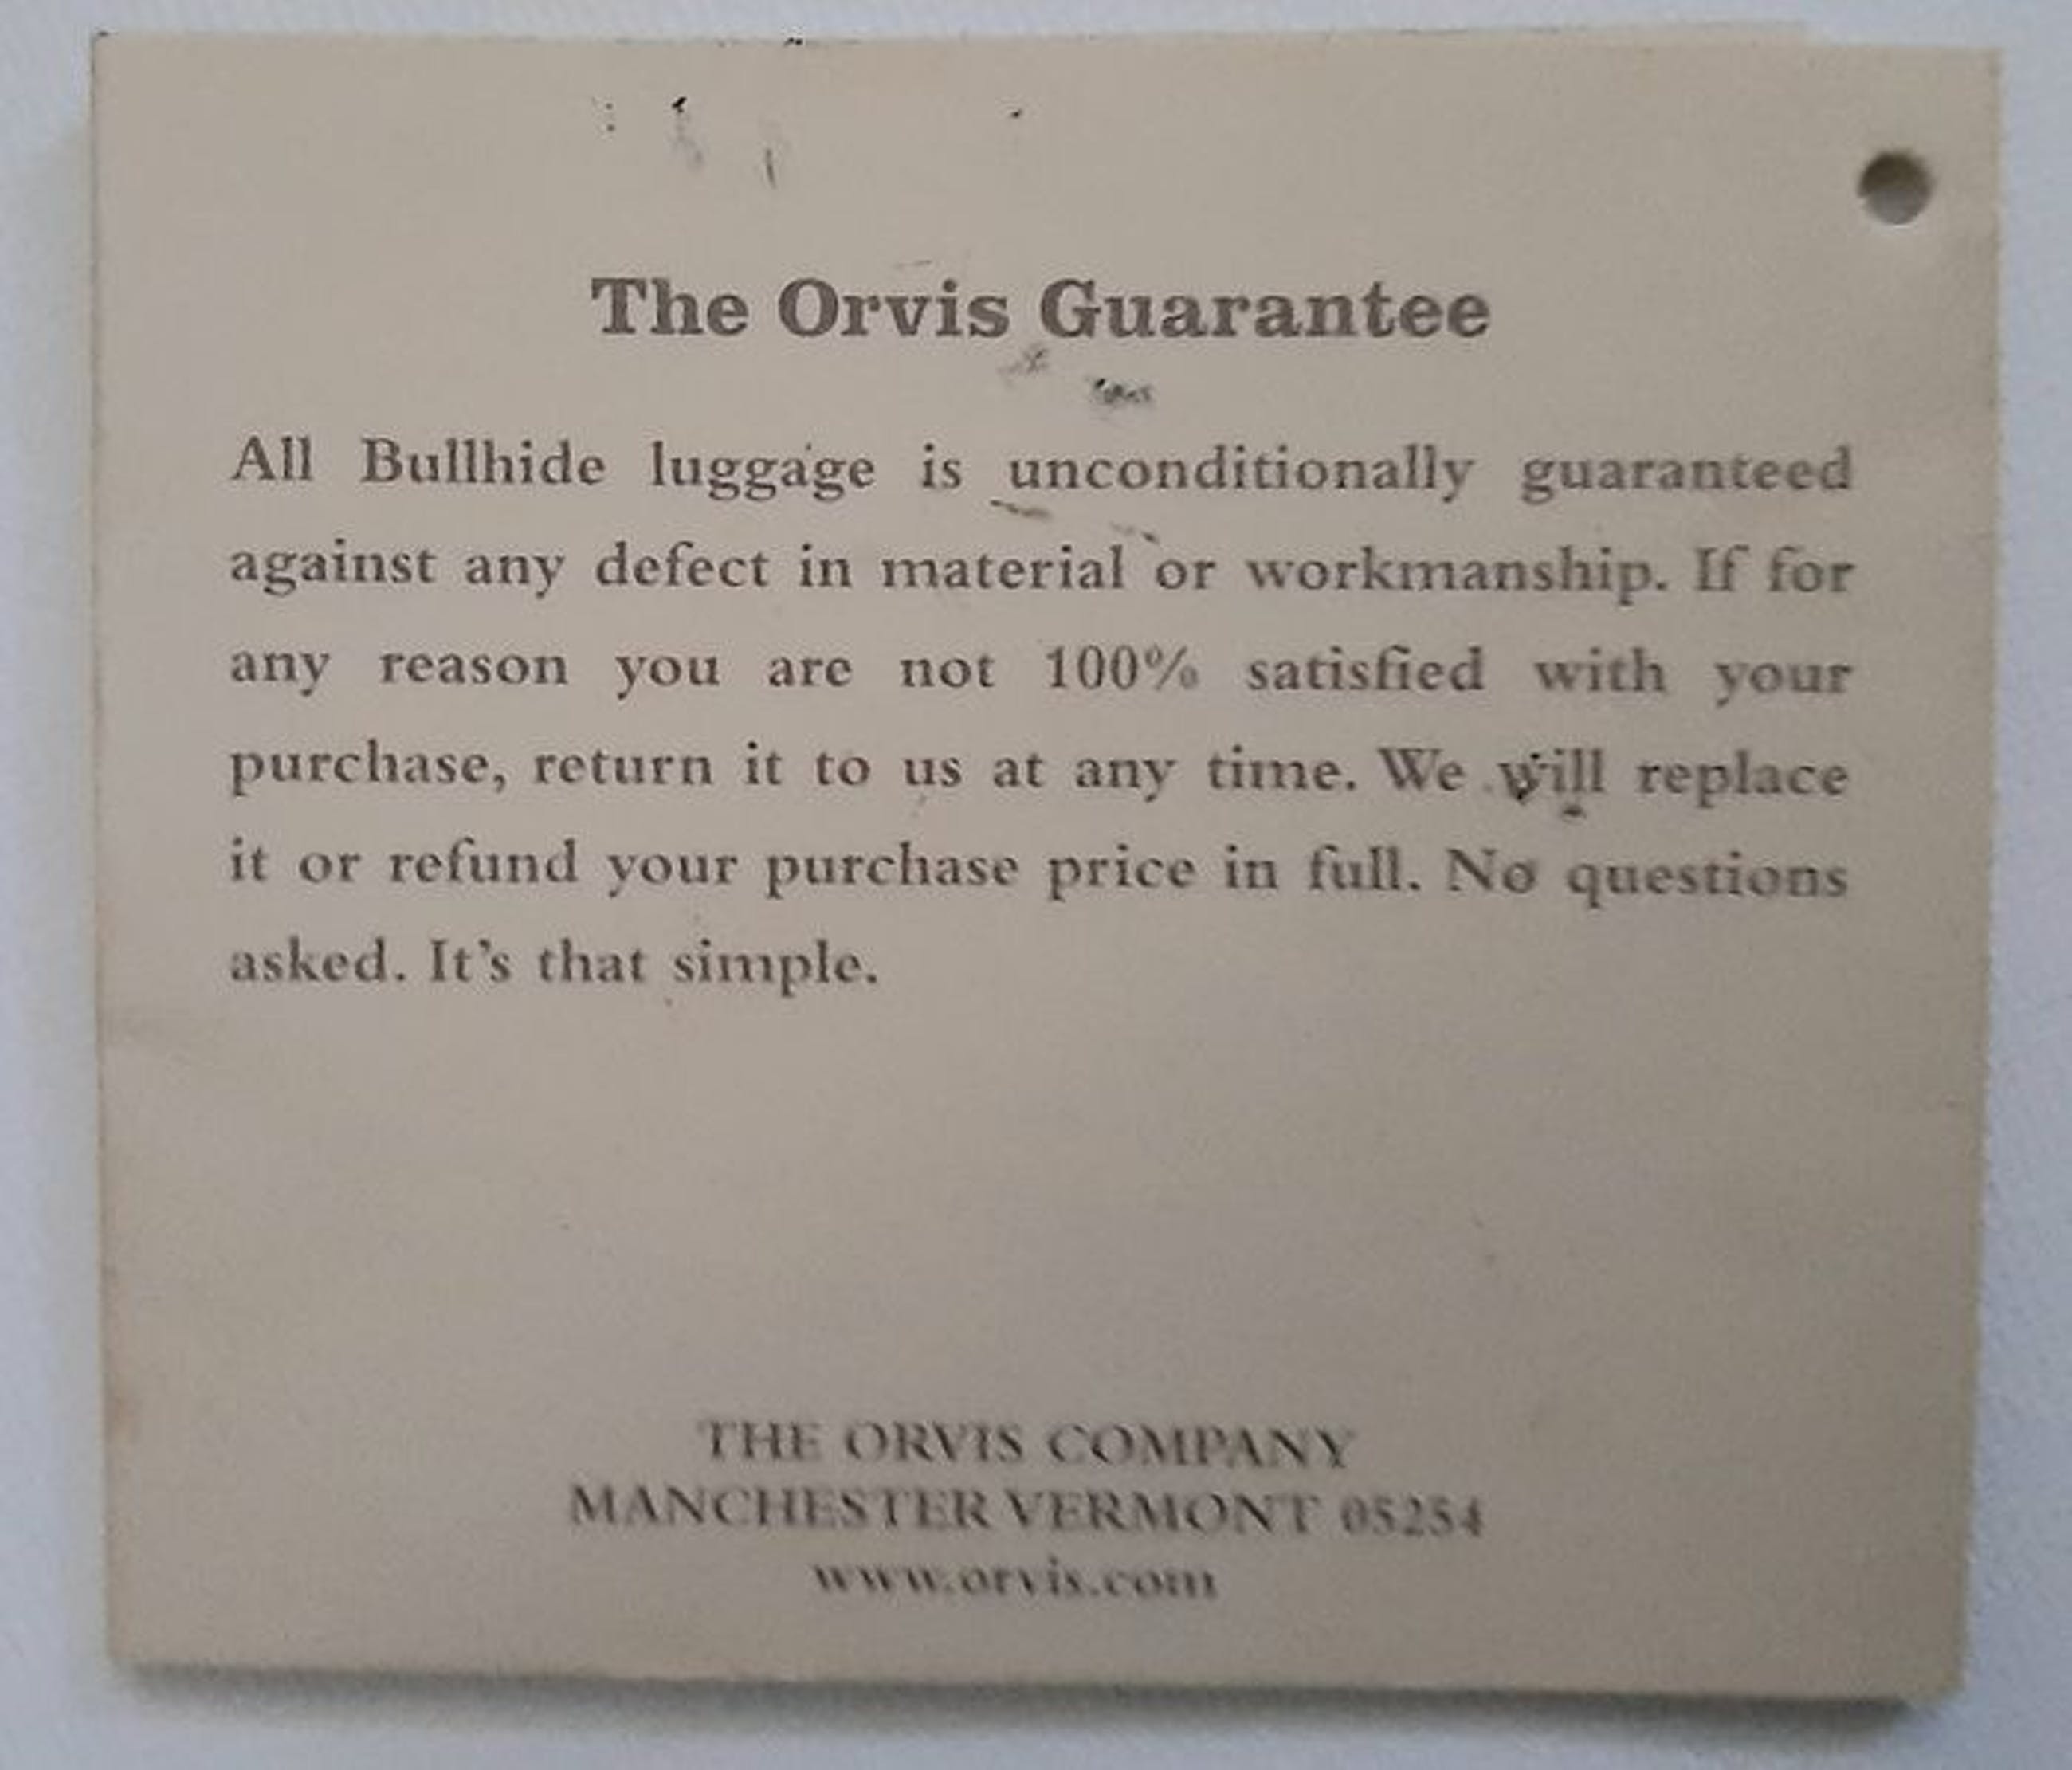 The Orvis Guarantee
All Bullhide luggage is unconditionally guaranteed
against any defect in material or workmanship. If for
any reason you are not 100% satisfied with your
purchase, return it to us at any time. We will replace
it or refund your purchase price in full. No questions
asked. It's that simple.
THE ORVIS COMPANY
MANCHESTER VERMONT 05254
www.orvis.com